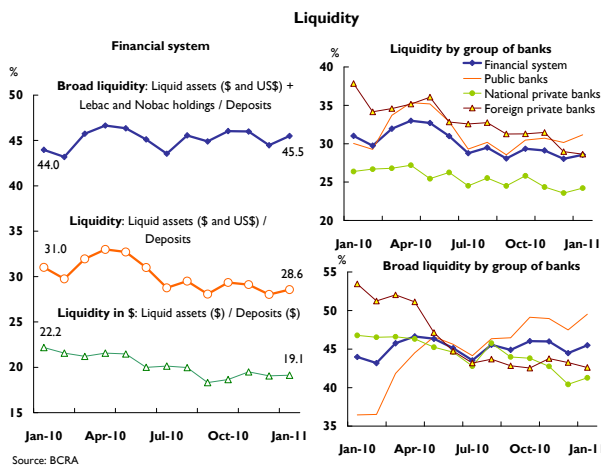 Liquidity
Financial system
%
Broad liquidity: Liquid assets ($ and US$) +
Lebac and Nobac holdings / Deposits
50
45
40
35
30
25
20
15
44.0
45.5
Liquidity: Liquid assets ($ and US$) /
Deposits
31.0
28.6
Liquidity in $: Liquid assets ($) / Deposits ($)
22.2
19.1
Jan-10
Apr-10
Jul-10
Oct-10
Jan-11
Source: BCRA
Liquidity by group of banks
%
Financial system
Public banks
National private banks
Foreign private banks
40
35
30
25
20
Jan-10
Apr-10
Jul-10
Oct-10
Jan-11
Broad liquidity by group of banks
%
55
50
45
40
35
Jan-10
Apr-10
Jul-10
Oct-10
Jan-11